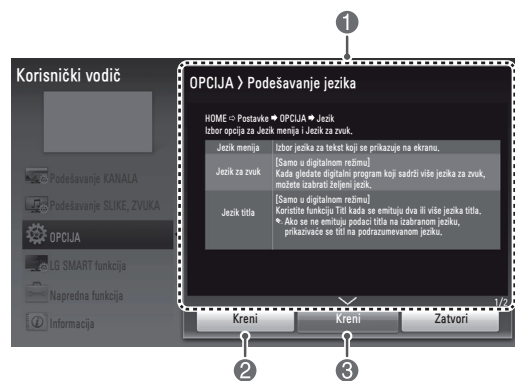 1
Korisnički vodič
Podešavanje KANALA
Podešavanje SLIKE, ZVUKA
OPCIJA
LG SMART funkcija
Napredna funkcija
Informacija
OPCIJA > Podešavanje jezika
HOME ⇨ Postavke ➡ OPCIJA ➡ Jezik
Izbor opcija za Jezik menija i Jezik za zvuk.
Jezik menija Izbor jezika za tekst koji se prikazuje na ekranu.
[Samo u digitalnom režimu]
Jezik za zvuk Kada gledate digitalni program koji sadrži više jezika za zvuk,
možete izabrati željeni jezik.
[Samo u digitalnom režimu]
Koristite funkciju Titl kada se emituju dva ili više jezika titla.
Jezik titla Ako se ne emituju podaci titla na izabranom jeziku,
prikazivaće se titl na podrazumevanom jeziku.
1/2
Kreni Kreni Zatvori
2 3